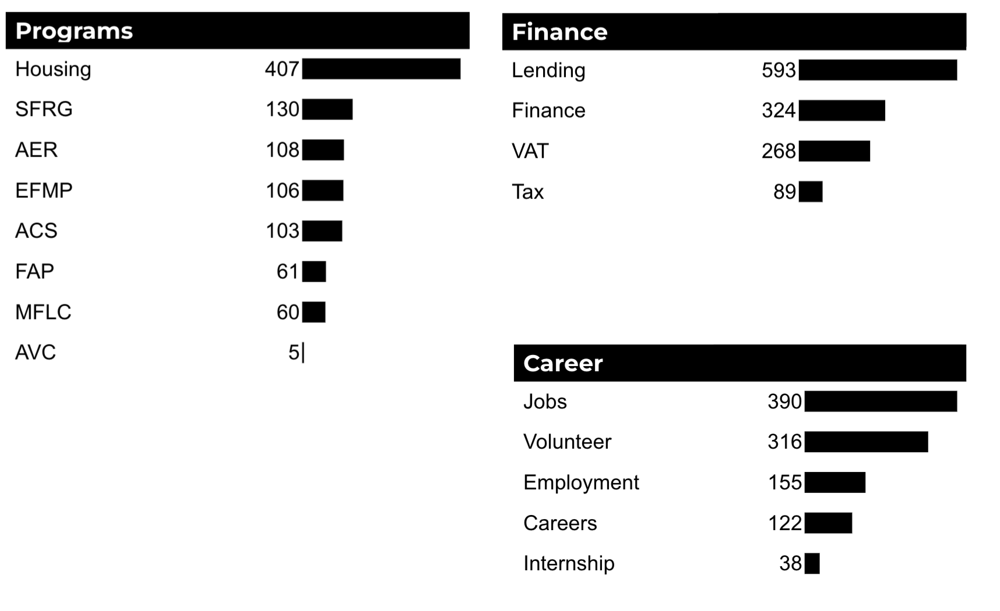 Programs
Housing 407
SFRG 130
AER 108
EFMP 106
ACS 103
FAP 61
MFLC 60
AVC 5
Finance
Lending 593
Finance 324
VAT 268
Tax 89
Career
Jobs 390
Volunteer 316
Employment 155
Careers 122
Internship 38